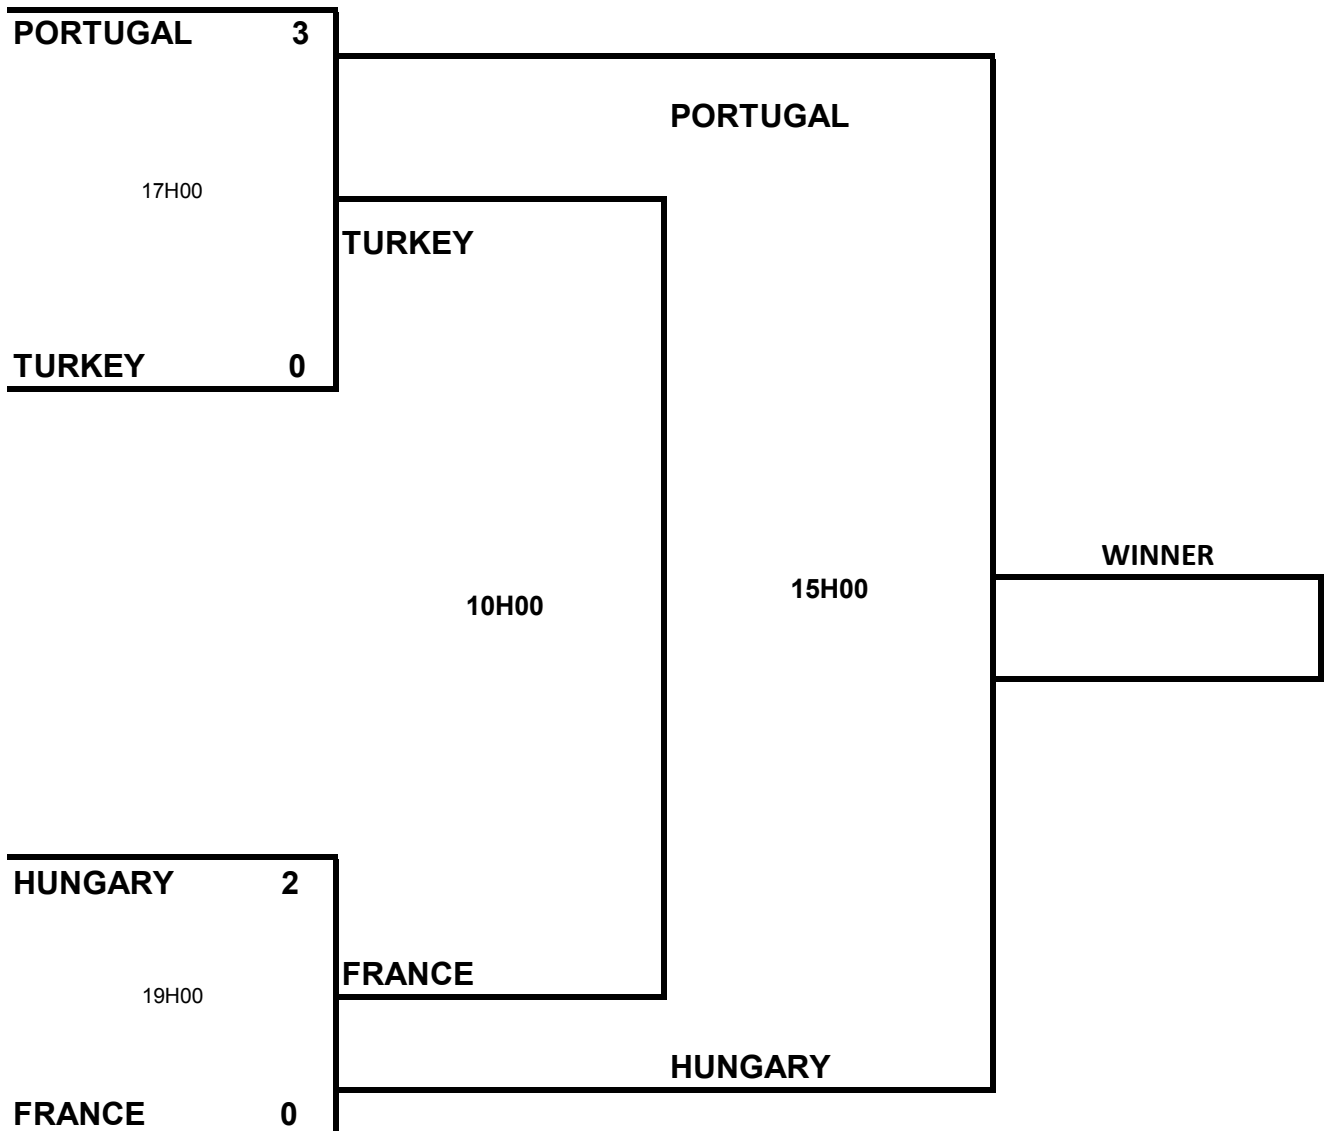 PORTUGAL 3
PORTUGAL
17H00
TURKEY
TURKEY 0
WINNER
15H00
10H00
HUNGARY 2
FRANCE
19H00
HUNGARY
FRANCE 0